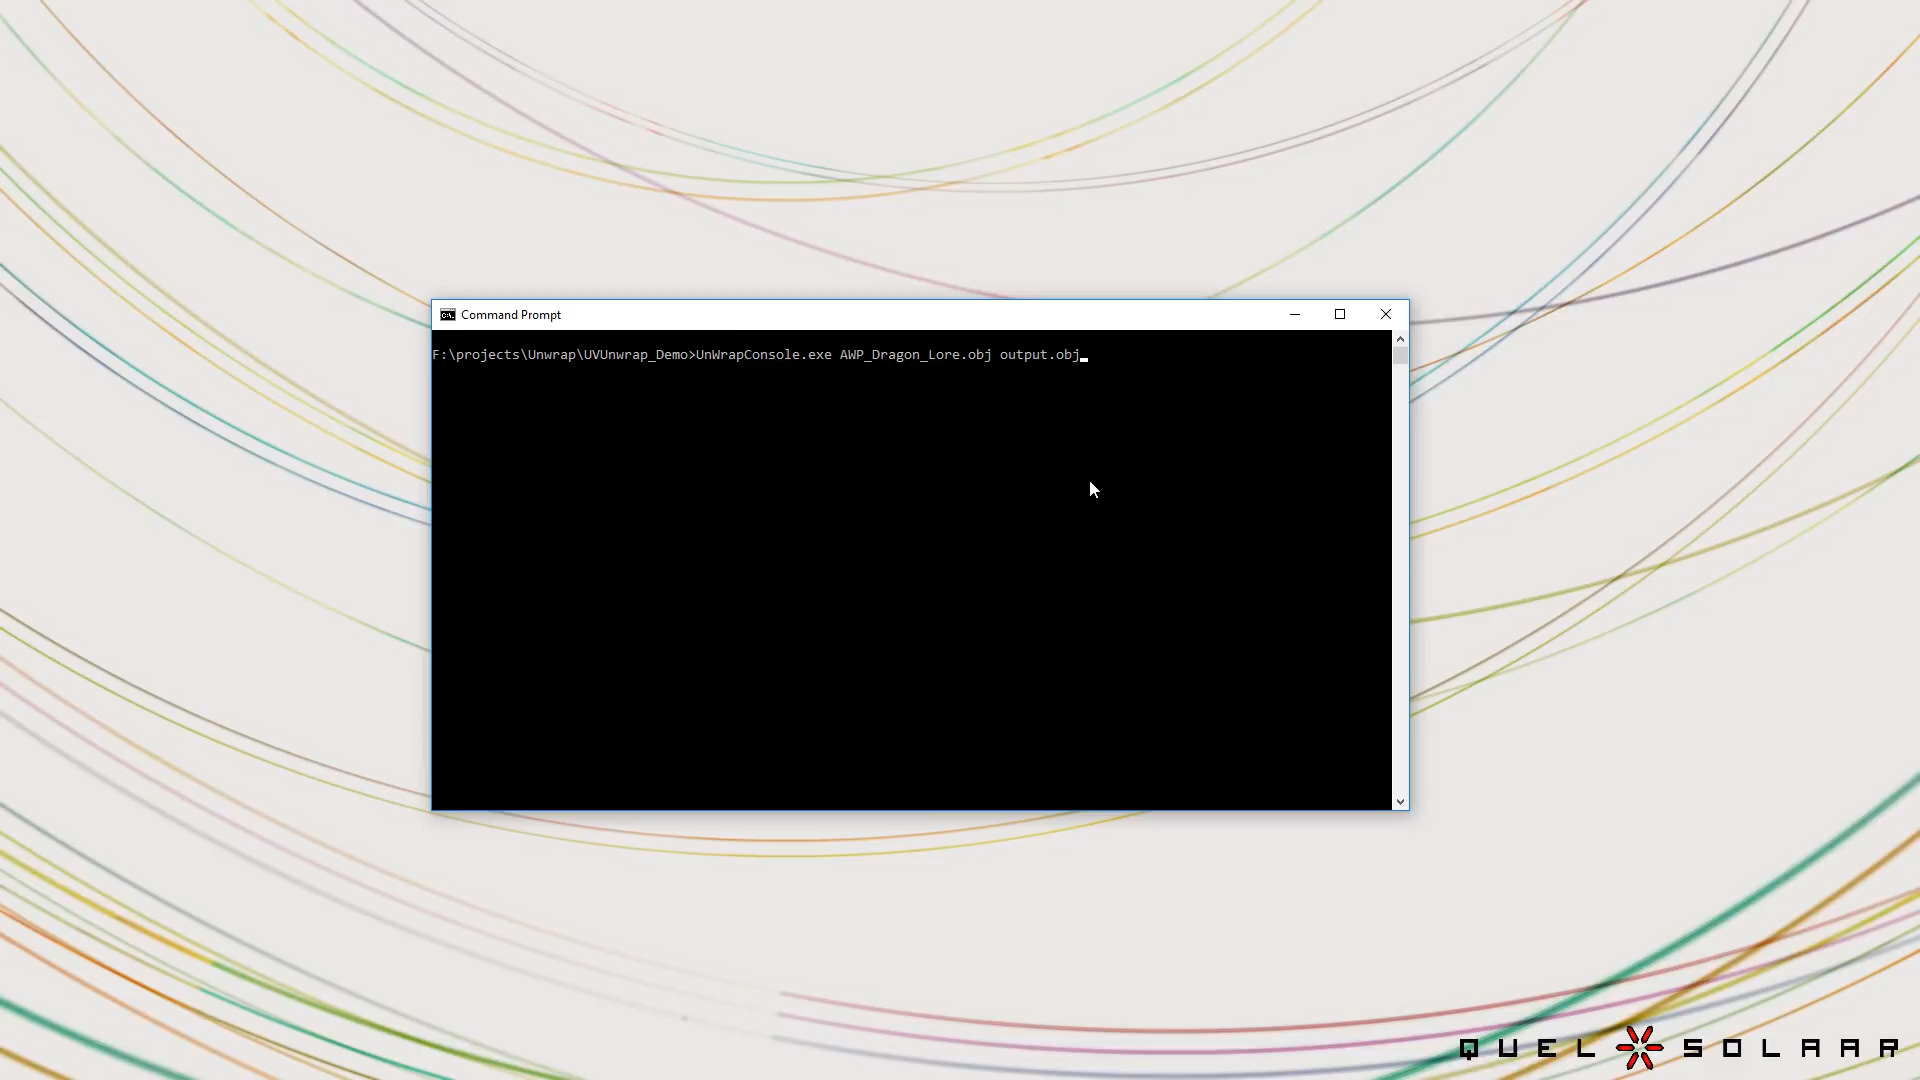 Command Prompt
F:\projects\Unwrap\UVUnwrap_Demo>UnWrapConsole.exe AWP_Dragon_Lore.obj output.obj
QUEL SOLAAR